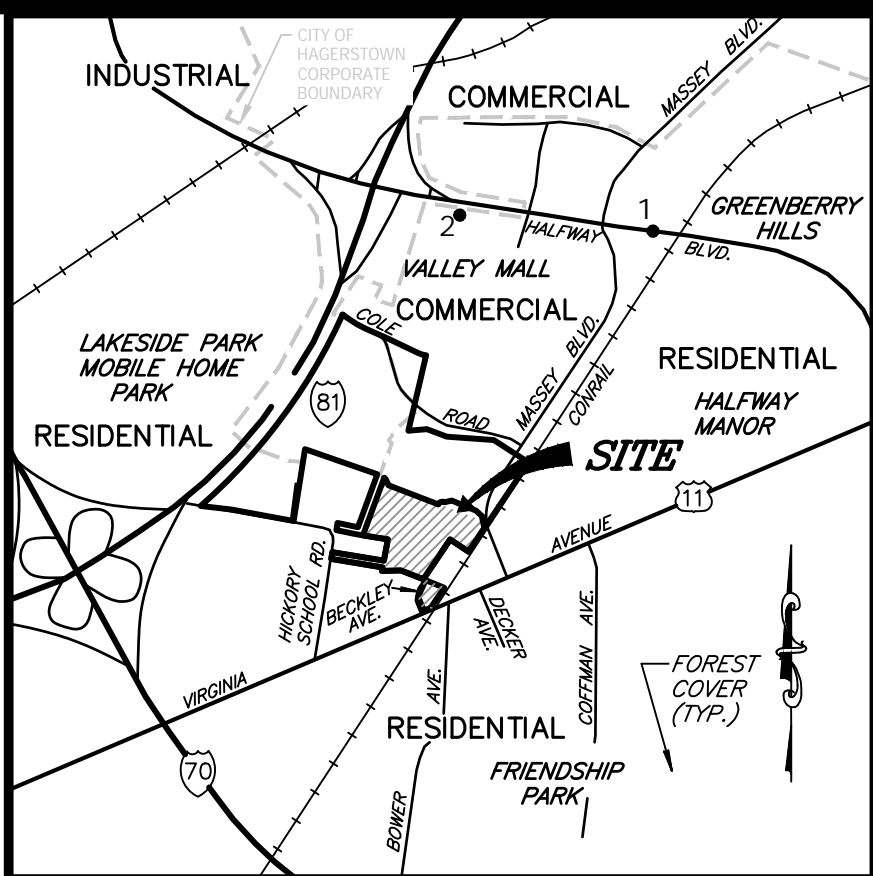 CITY OF
HAGERSTOWN
CORPORATE
BOUNDARY
INDUSTRIAL
COMMERCIAL
MASSEY BLVD.
1
2
GREENBERRY
HILLS
HALFWAY
BLVD.
VALLEY MALL
COMMERCIAL
COLE
ROAD
MASSEY BLVD.
CONRAIL
LAKESIDE PARK
MOBILE HOME
PARK
RESIDENTIAL
81
RESIDENTIAL
HALFWAY
MANOR
SITE
11
AVENUE
HICKORY
SCHOOL RD.
BECKLEY
AVE.
DECKER
AVE.
COFFMAN AVE.
VIRGINIA
BOWER AVE.
RESIDENTIAL
FOREST
COVER
(TYP.)
70
FRIENDSHIP
PARK